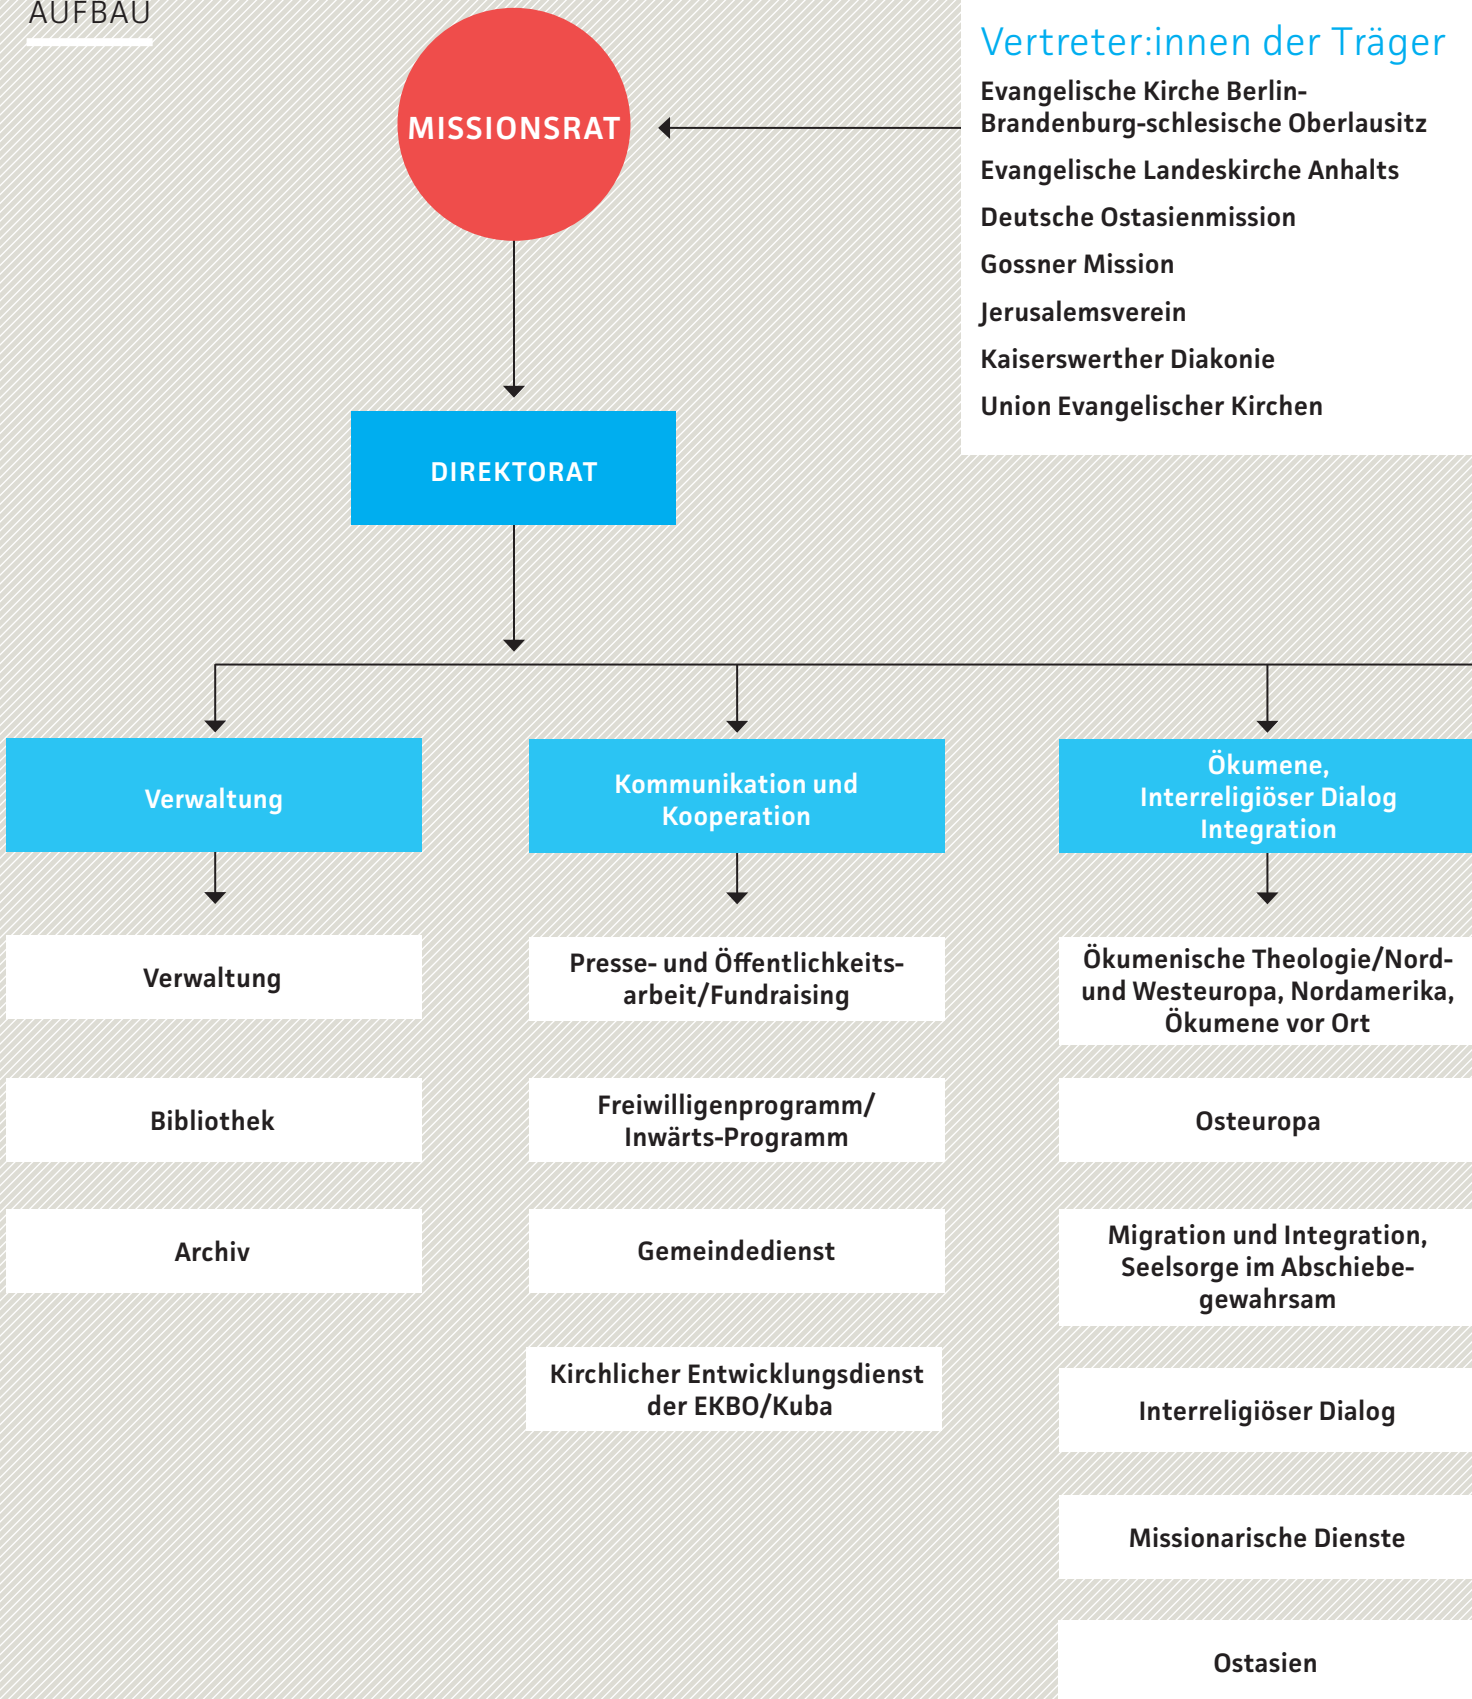 AUFBAU
MISSIONSRAT
Vertreter:innen der Träger
Evangelische Kirche Berlin-
Brandenburg-schlesische Oberlausitz
Evangelische Landeskirche Anhalts
Deutsche Ostasienmission
Gossner Mission
Jerusalemsverein
Kaiserswerther Diakonie
Union Evangelischer Kirchen
DIREKTORAT
Verwaltung
Verwaltung
Bibliothek
Archiv
Kommunikation und
Kooperation
Presse- und Öffentlichkeits-
arbeit/Fundraising
Freiwilligenprogramm/
Inwärts-Programm
Gemeindedienst
Kirchlicher Entwicklungsdienst
der EKBO/Kuba
Ökumene,
Interreligiöser Dialog
Integration
Ökumenische Theologie/Nord-
und Westeuropa, Nordamerika,
Ökumene vor Ort
Osteuropa
Migration und Integration,
Seelsorge im Abschiebe-
gewahrsam
Interreligiöser Dialog
Missionarische Dienste
Ostasien